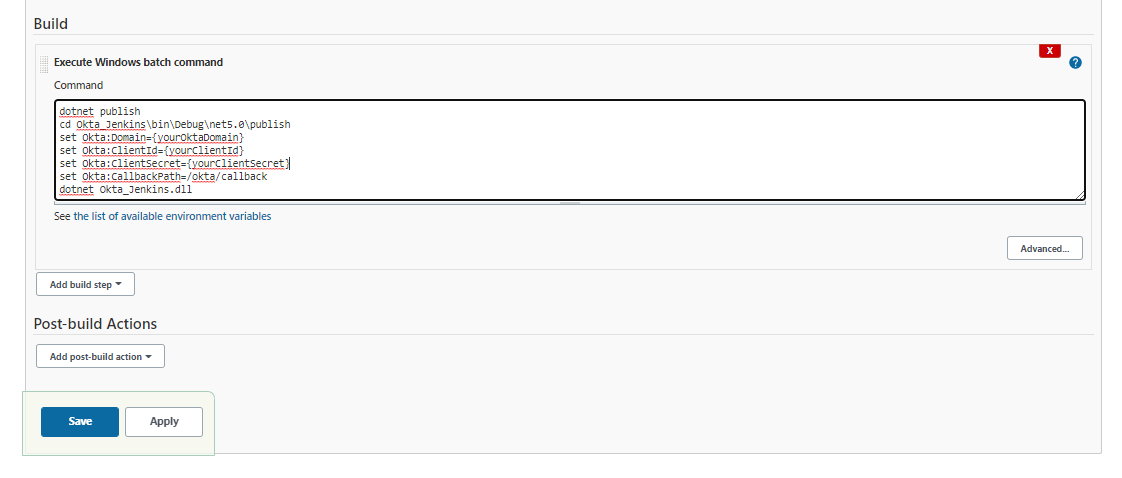 Build
X
Execute Windows batch command
?
Command
dotnet publish
cd Okta_Jenkins\bin\Debug\net5.0\publish
set Okta:Domain={yourOktaDomain}
set Okta:ClientId={yourClientId}
set Okta:ClientSecret={yourClientSecret}
set Okta:CallbackPath=/okta/callback
dotnet Okta_Jenkins.dll
See the list of available environment variables
Advanced...
Add build step
Post-build Actions
Add post-build action
Save
Apply